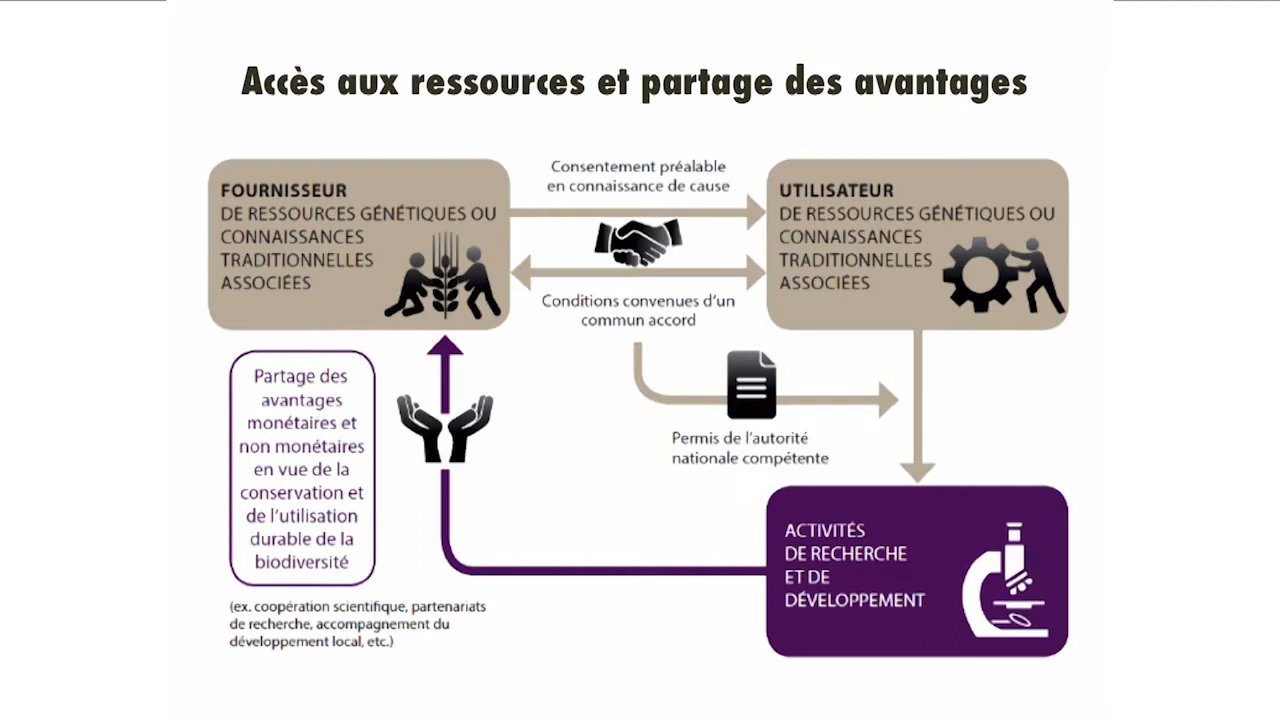 Accès aux ressources et partage des avantages
Consentement préalable
en connaissance de cause
FOURNISSEUR
DE RESSOURCES GÉNÉTIQUES OU
CONNAISSANCES
TRADITIONNELLES
ASSOCIÉES
UTILISATEUR
DE RESSOURCES GÉNÉTIQUES OU
CONNAISSANCES
TRADITIONNELLES
ASSOCIÉES
Conditions convenues d'un
commun accord
Permis de l'autorité
nationale compétente
Partage des
avantages
monétaires et
non monétaires
en vue de la
conservation et
de l'utilisation
durable de la
biodiversité
(ex. coopération scientifique, partenariats
de recherche, accompagnement du
développement local, etc.)
ACTIVITÉS
DE RECHERCHE
ET DE
DÉVELOPPEMENT